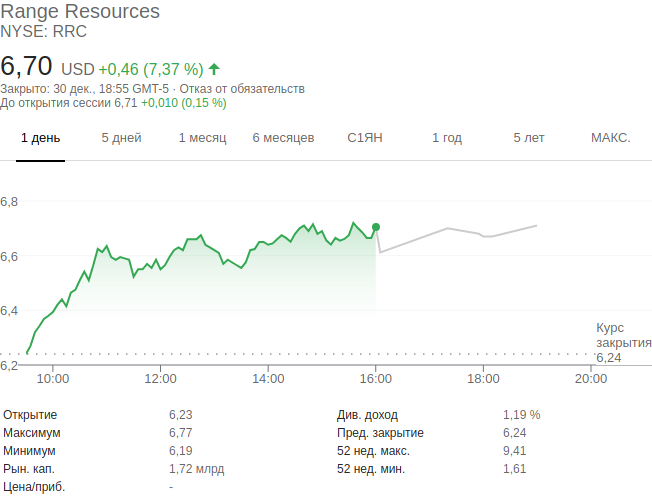 Range Resources
NYSE: RRC
6,70 USD +0,46 (7,37 %)
Закрыто: 30 дек., 18:55 GMT-5 · Отказ от обязательств
До открытия сессии 6,71 +0,010 (0,15 %)
1 день 5 дней 1 месяц 6 месяцев С1ЯН 1 год 5 лет МАКС.
6,8
6,6
6,4
6,2
Курс
закрытия
6,24
10:00 12:00 14:00 16:00 18:00 20:00
Открытие 6,23 Див. доход 1,19 %
Максимум 6,77 Пред. закрытие 6,24
Минимум 6,19 52 нед. макс. 9,41
Рын. кап. 1,72 млрд 52 нед. мин. 1,61
Цена/приб. -